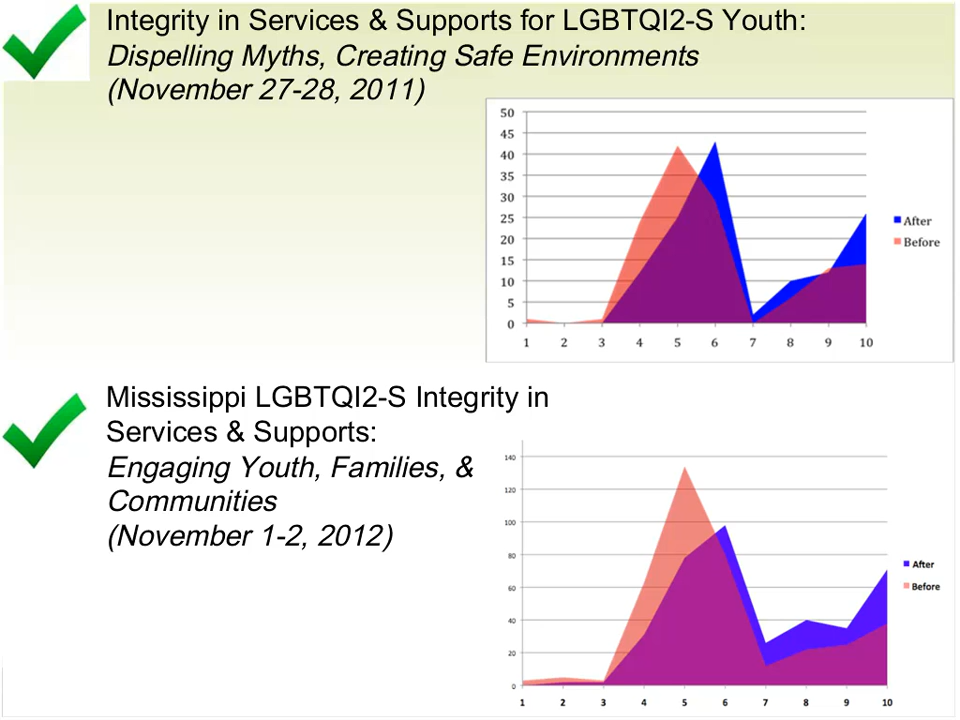 Integrity in Services & Supports for LGBTQI2-S Youth:
Dispelling Myths, Creating Safe Environments
(November 27-28, 2011)
50
45
40
35
30
25
20
15
10
5
0
1 2 3 4 5 6 7 8 9 10
After
Before
Mississippi LGBTQI2-S Integrity in
Services & Supports:
Engaging Youth, Families, &
Communities
(November 1-2, 2012)
140
120
100
80
60
40
20
0
1 2 3 4 5 6 7 8 9 10
After
Before